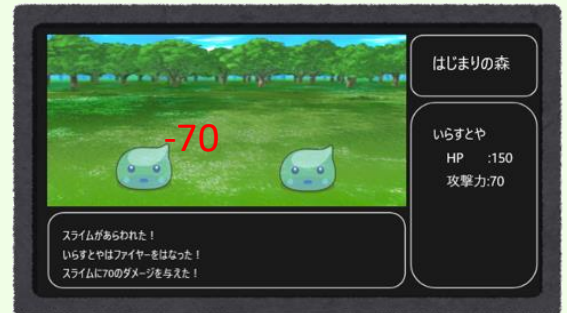 -70
はじまりの森
いらすとや
HP :150
攻撃力:70
スライムがあらわれた！
いらすとやはファイヤーをはなった！
スライムに70のダメージを与えた！